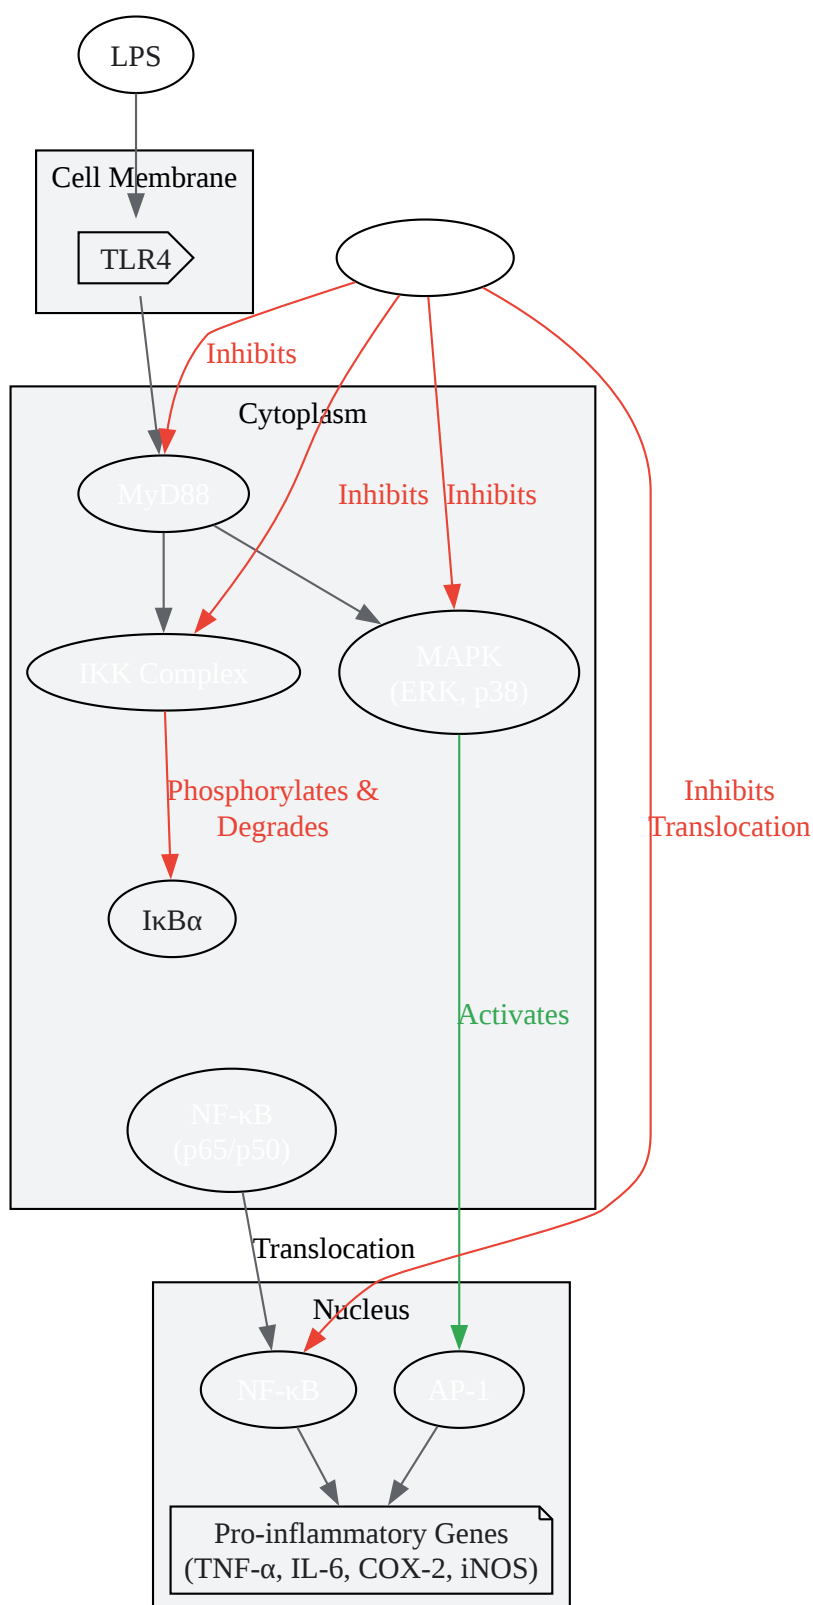 LPS
Cell Membrane
TLR4
Inhibits
Cytoplasm
MyD88
Inhibits
Inhibits
IKK Complex
MAPK
(ERK, p38)
Phosphorylates &
Degrades
Inhibits
Translocation
IκBα
Activates
NF-κB
(p65/p50)
Translocation
Nucleus
NF-κB
AP-1
Pro-inflammatory Genes
(TNF-α, IL-6, COX-2, iNOS)